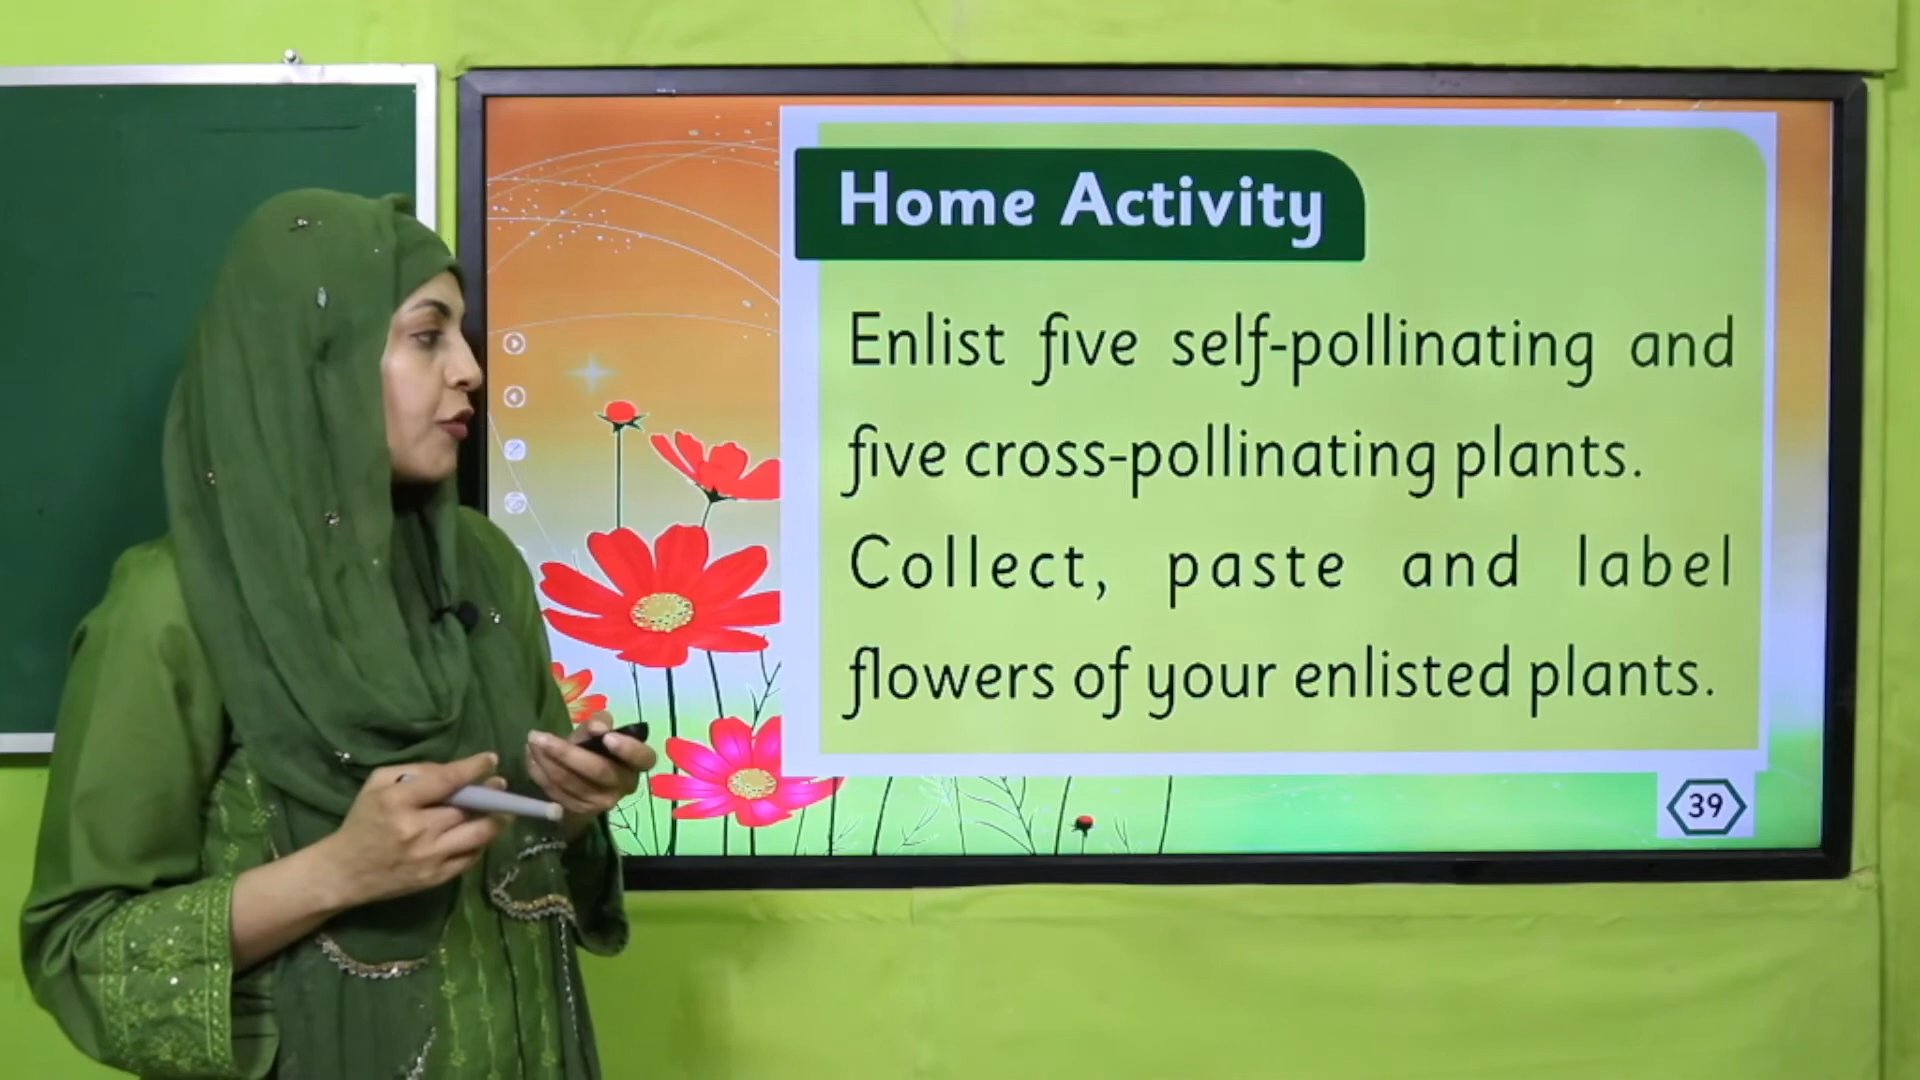 Home Activity
Enlist five self-pollinating and
five cross-pollinating plants.
Collect, paste and label
flowers of your enlisted plants.
39